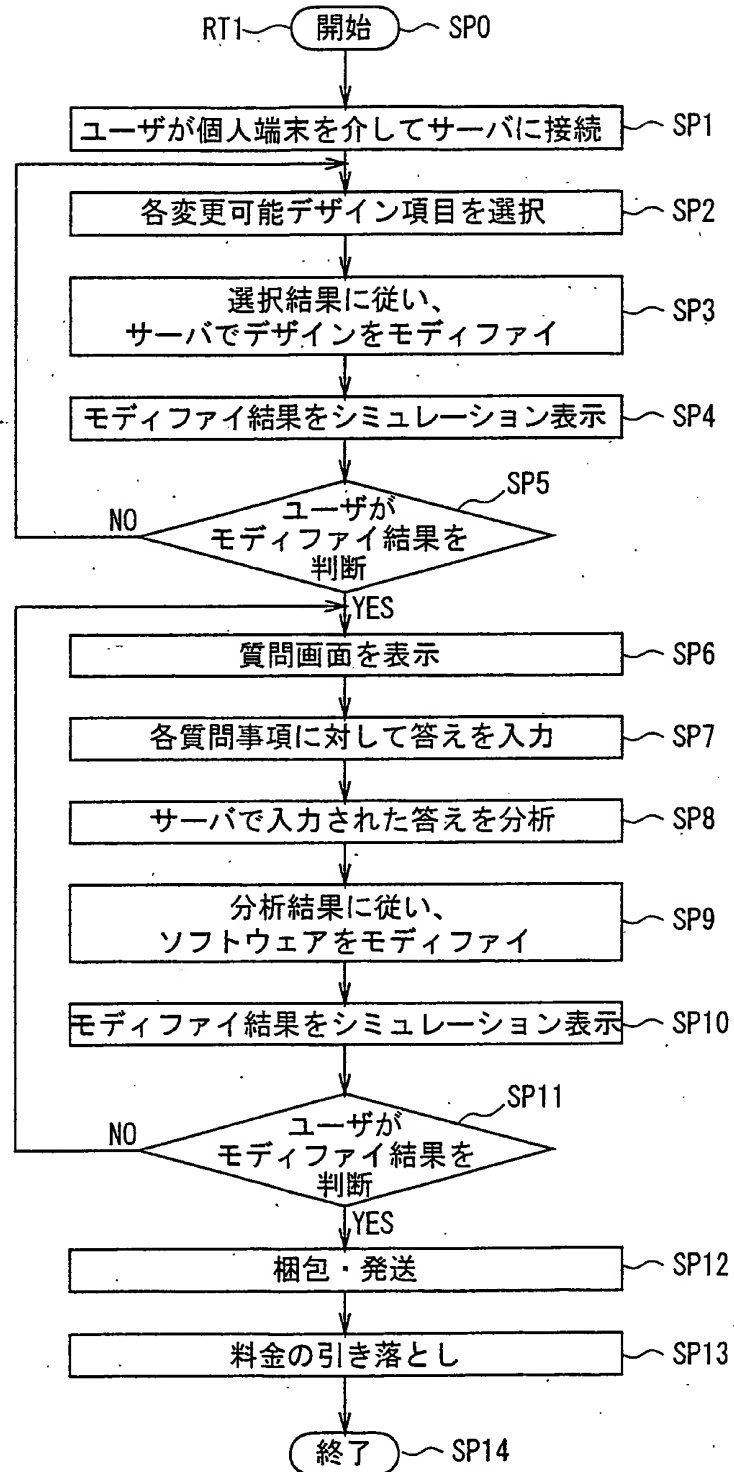 RT1 開始 SP0
ユーザが個人端末を介してサーバに接続 SP1
各変更可能デザイン項目を選択 SP2
選択結果に従い、
サーバでデザインをモディファイ SP3
モディファイ結果をシミュレーション表示 SP4
SP5
ユーザが
モディファイ結果を
判断
NO
YES
質問画面を表示 SP6
各質問事項に対して答えを入力 SP7
サーバで入力された答えを分析 SP8
分析結果に従い、
ソフトウェアをモディファイ SP9
モディファイ結果をシミュレーション表示 SP10
SP11
ユーザが
モディファイ結果を
判断
NO
YES
梱包・発送 SP12
料金の引き落とし SP13
終了 SP14